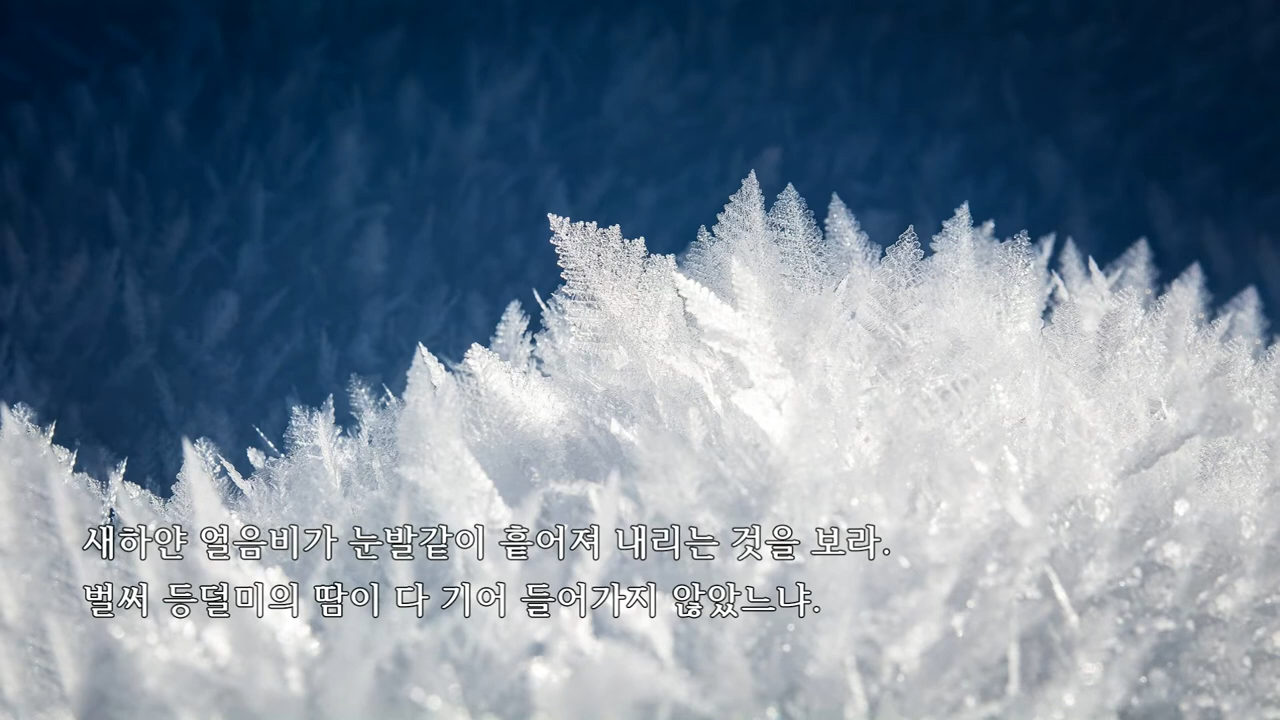 새하얀 얼음비가 눈발같이 흩어져 내리는 것을 보라.
벌써 등덜미의 땀이 다 기어 들어가지 않았느냐.